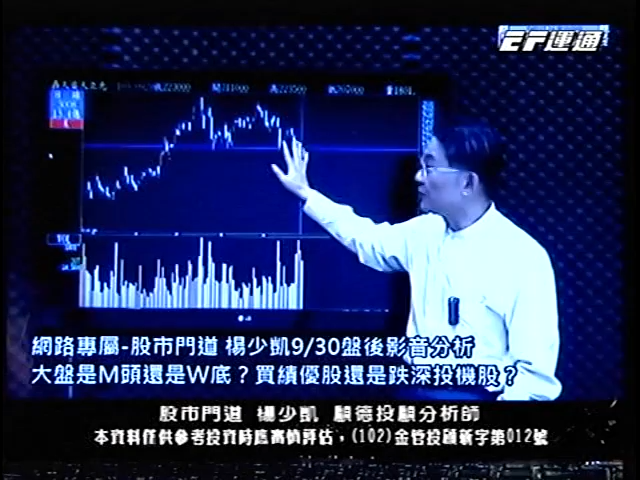 ET運通
網路專屬-股市門道 楊少凱9/30盤後影音分析
大盤是M頭還是W底？買績優股還是跌深投機股？
股市門道 楊少凱 顧德投顧分析師
本資料僅供參考投資時應審慎評估，(102)金管投顧新字第012號